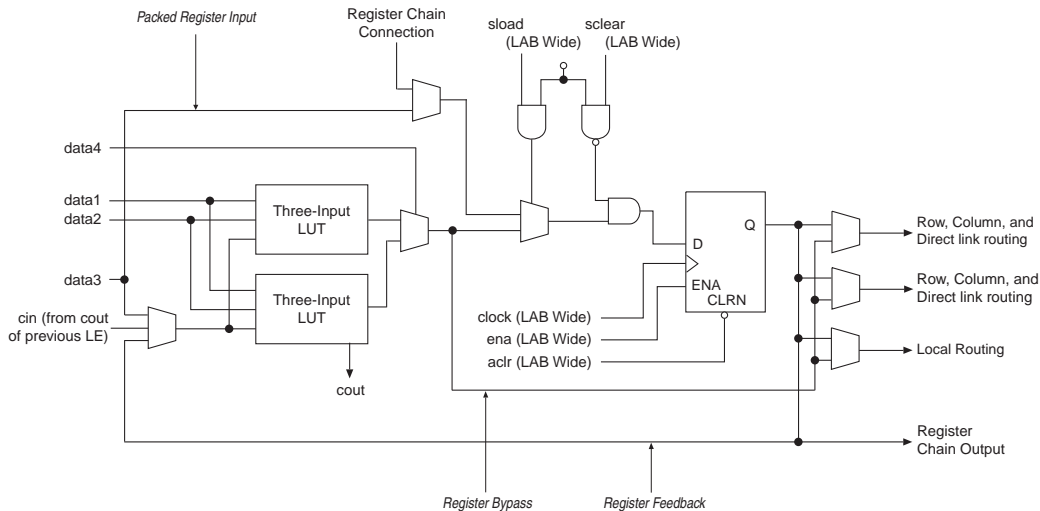 Packed Register Input
Register Chain
Connection
sload
(LAB Wide)
sclear
(LAB Wide)
data4
data1
data2
Three-Input
LUT
data3
Three-Input
LUT
cin (from cout
of previous LE)
cout
Q
D
ENA
CLRN
clock (LAB Wide)
ena (LAB Wide)
aclr (LAB Wide)
Row, Column, and
Direct link routing
Row, Column, and
Direct link routing
Local Routing
Register
Chain Output
Register Bypass
Register Feedback